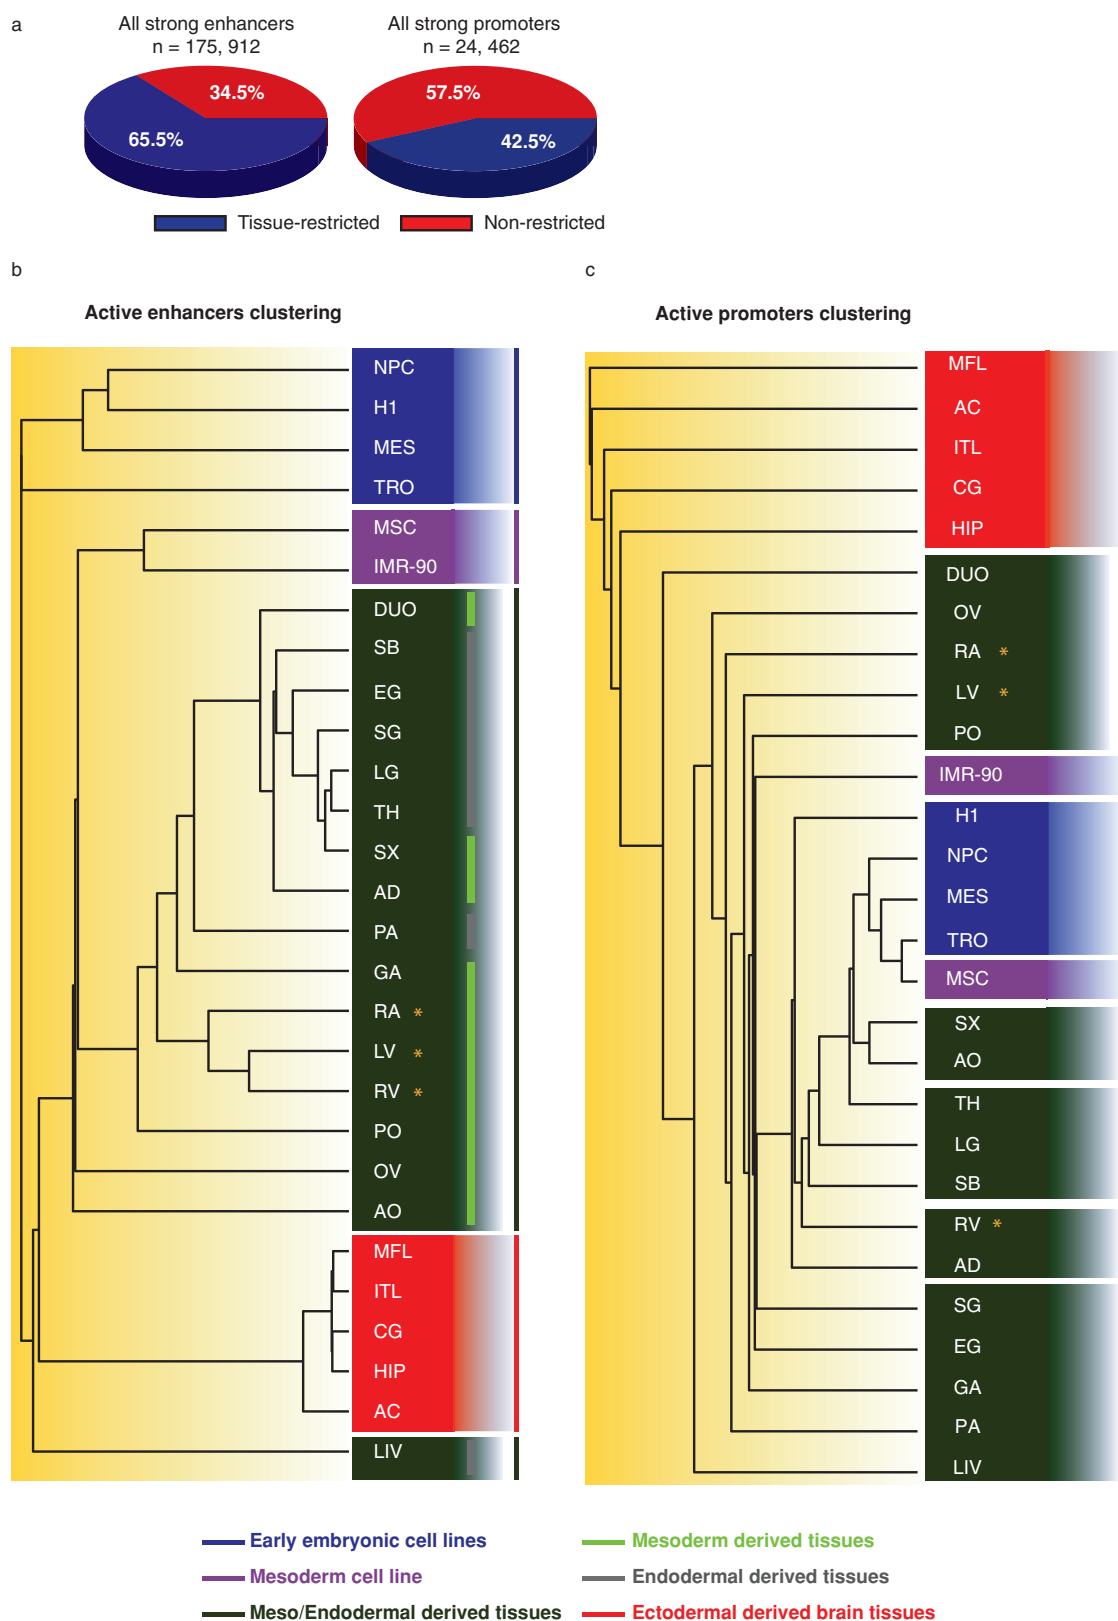 a
All strong enhancers
n = 175, 912
All strong promoters
n = 24, 462
34.5%
65.5%
57.5%
42.5%
Tissue-restricted
Non-restricted
b
Active enhancers clustering
NPC
H1
MES
TRO
MSC
IMR-90
DUO
SB
EG
SG
LG
TH
SX
AD
PA
GA
RA *
LV *
RV *
PO
OV
AO
MFL
ITL
CG
HIP
AC
LIV
c
Active promoters clustering
MFL
AC
ITL
CG
HIP
DUO
OV
RA *
LV *
PO
IMR-90
H1
NPC
MES
TRO
MSC
SX
AO
TH
LG
SB
RV *
AD
SG
EG
GA
PA
LIV
Early embryonic cell lines
Mesoderm cell line
Meso/Endodermal derived tissues
Mesoderm derived tissues
Endodermal derived tissues
Ectodermal derived brain tissues